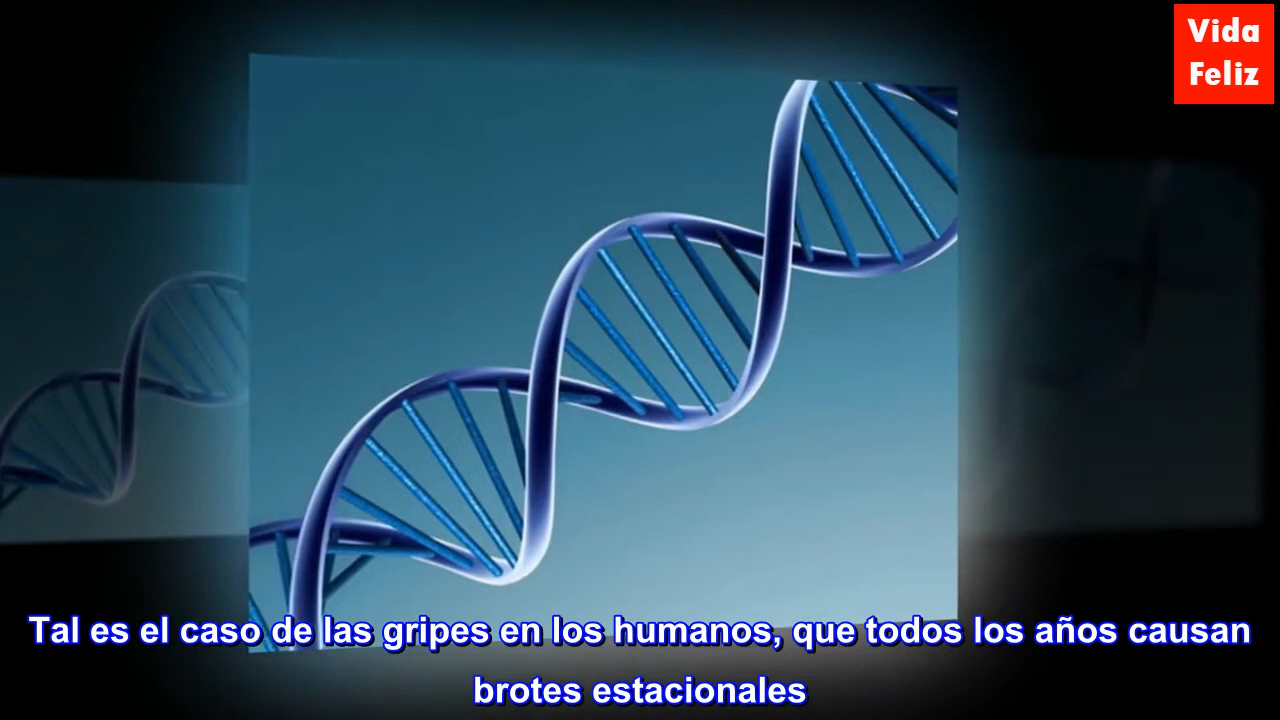 Vida
Feliz
Tal es el caso de las gripes en los humanos, que todos los años causan
brotes estacionales